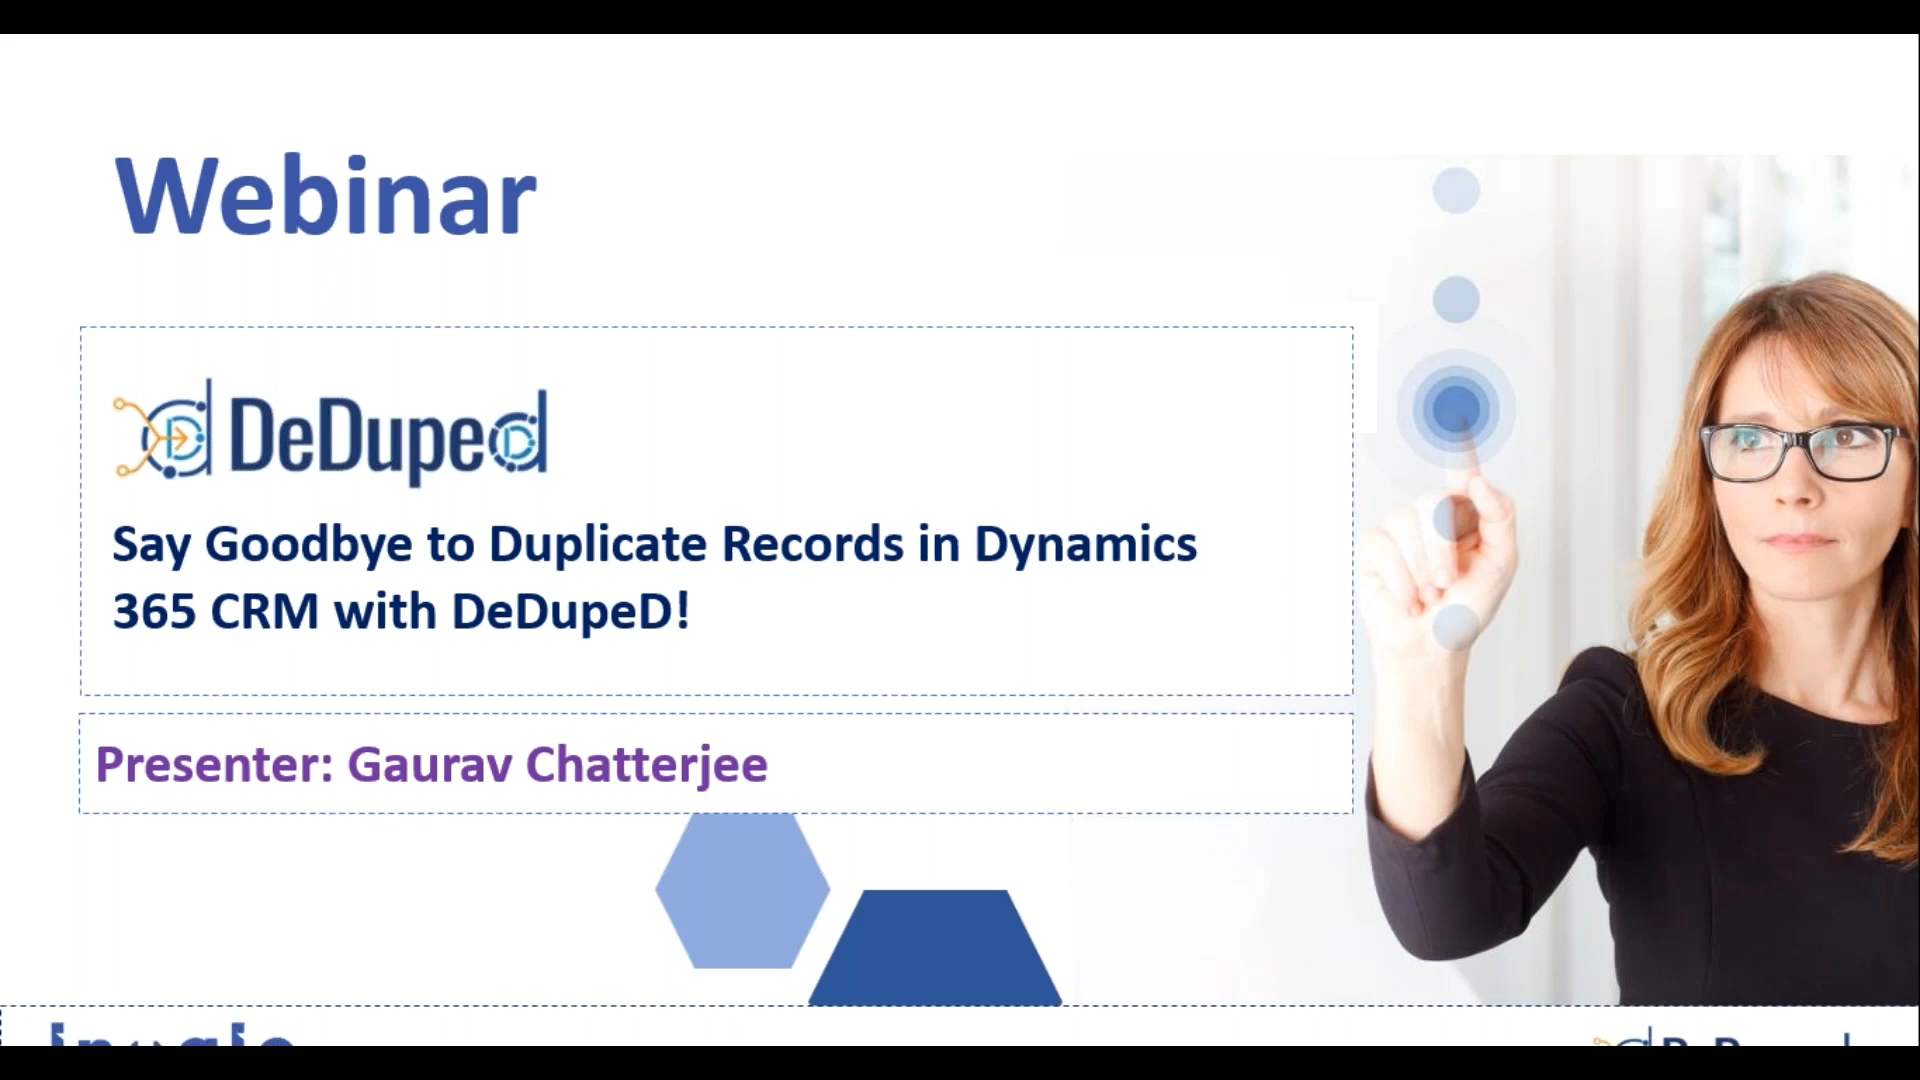 Webinar
DeDupeD
Say Goodbye to Duplicate Records in Dynamics
365 CRM with DeDupeD!
Presenter: Gaurav Chatterjee